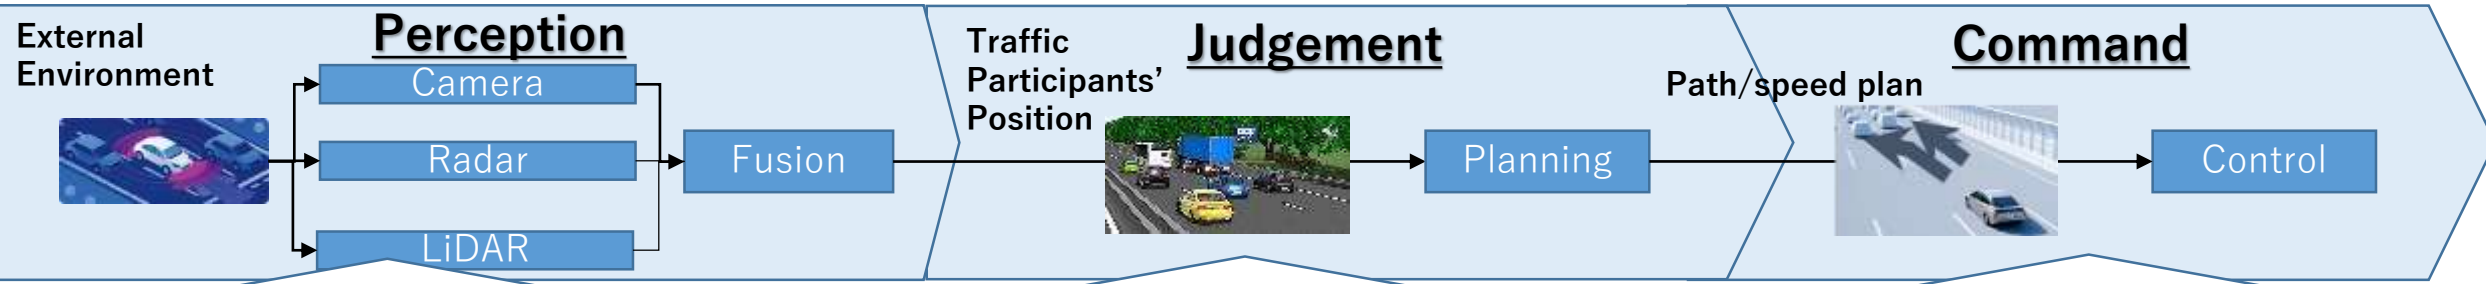 External
Environment
Perception
Camera
Radar
LiDAR
Fusion
Traffic
Participants’
Position
Judgement
Planning
Path/speed plan
Command
Control